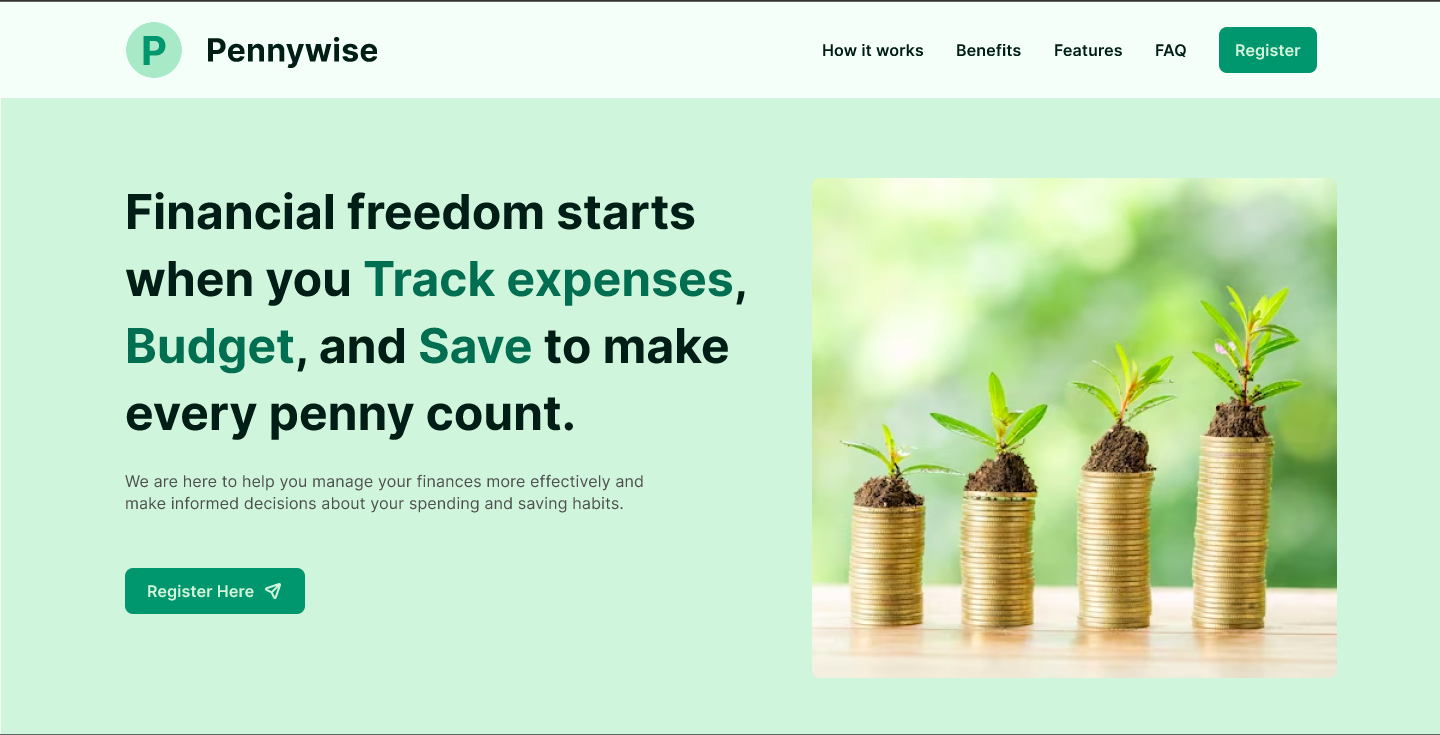 P
Pennywise
How it works
Benefits
Features
FAQ
Register
Financial freedom starts
when you Track expenses,
Budget, and Save to make
every penny count.
We are here to help you manage your finances more effectively and
make informed decisions about your spending and saving habits.
Register Here